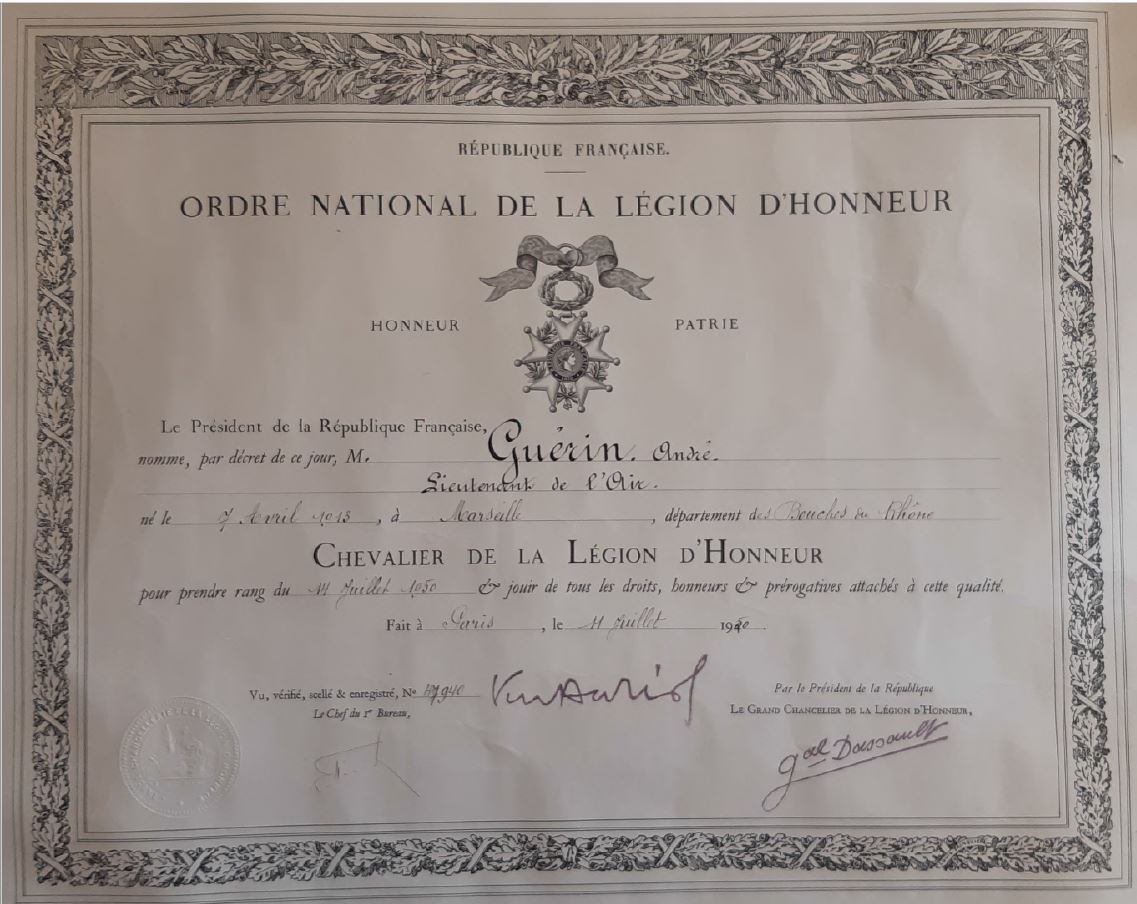 RÉPUBLIQUE FRANÇAISE.
ORDRE NATIONAL DE LA LÉGION D'HONNEUR
HONNEUR PATRIE
Le Président de la République Française,
nomme, par décret de ce jour, M. Guérin. André.
Lieutenant de l'Air.
né le 7 Avril 1913, à Marseille, département des Bouches du Rhône
CHEVALIER DE LA LÉGION D'HONNEUR
pour prendre rang du 11 Juillet 1950 & jouir de tous les droits, honneurs & prérogatives attachés à cette qualité.
Fait à Paris, le 11 Juillet 1950.
Vu, vérifié, scellé & enregistré, Nº 47940
Le Chef du 1er Bureau,
Par le Président de la République
LE GRAND CHANCELIER DE LA LÉGION D'HONNEUR,
gal Dassault